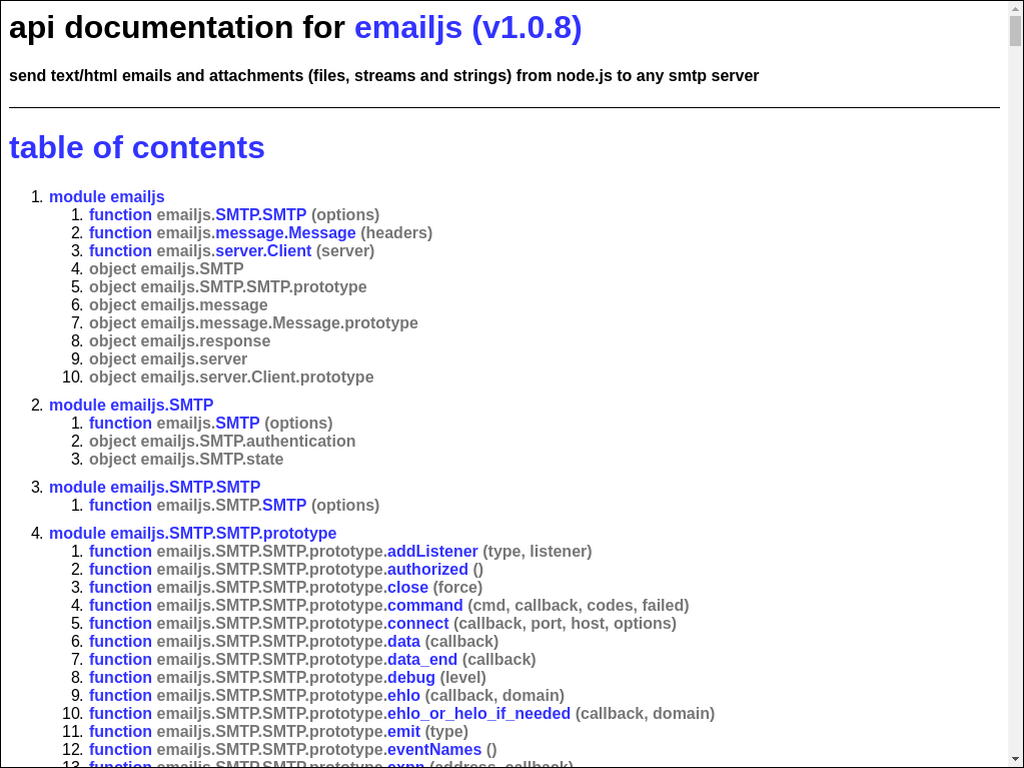 api documentation for emailjs (v1.0.8)
send text/html emails and attachments (files, streams and strings) from node.js to any smtp server
table of contents
1. module emailjs
1. function emailjs.SMTP.SMTP (options)
2. function emailjs.message.Message (headers)
3. function emailjs.server.Client (server)
4. object emailjs.SMTP
5. object emailjs.SMTP.SMTP.prototype
6. object emailjs.message
7. object emailjs.message.Message.prototype
8. object emailjs.response
9. object emailjs.server
10. object emailjs.server.Client.prototype
2. module emailjs.SMTP
1. function emailjs.SMTP (options)
2. object emailjs.SMTP.authentication
3. object emailjs.SMTP.state
3. module emailjs.SMTP.SMTP
1. function emailjs.SMTP.SMTP (options)
4. module emailjs.SMTP.SMTP.prototype
1. function emailjs.SMTP.SMTP.prototype.addListener (type, listener)
2. function emailjs.SMTP.SMTP.prototype.authorized ()
3. function emailjs.SMTP.SMTP.prototype.close (force)
4. function emailjs.SMTP.SMTP.prototype.command (cmd, callback, codes, failed)
5. function emailjs.SMTP.SMTP.prototype.connect (callback, port, host, options)
6. function emailjs.SMTP.SMTP.prototype.data (callback)
7. function emailjs.SMTP.SMTP.prototype.data_end (callback)
8. function emailjs.SMTP.SMTP.prototype.debug (level)
9. function emailjs.SMTP.SMTP.prototype.ehlo (callback, domain)
10. function emailjs.SMTP.SMTP.prototype.ehlo_or_helo_if_needed (callback, domain)
11. function emailjs.SMTP.SMTP.prototype.emit (type)
12. function emailjs.SMTP.SMTP.prototype.eventNames ()
13. function emailjs.SMTP.SMTP.prototype.expn (address, callback)